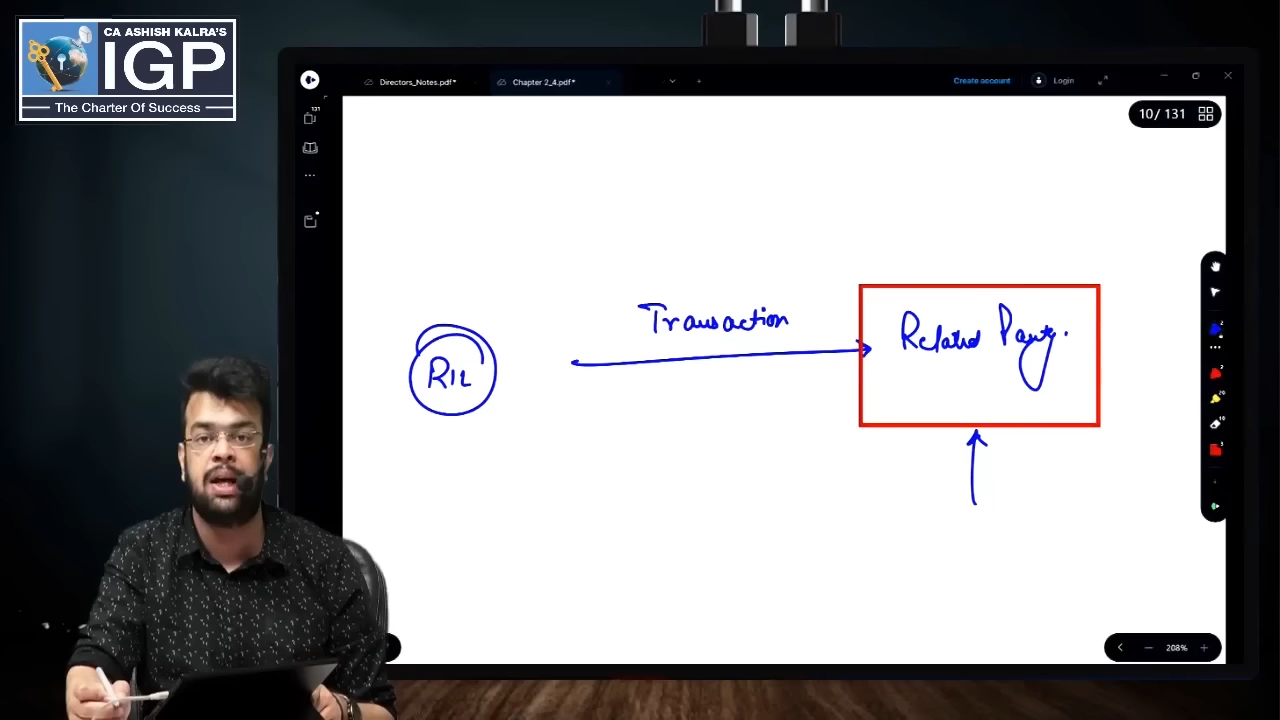 CA ASHISH KALRA'S
IGP
The Charter Of Success
131
Directors_Notes.pdf*
Chapter 2_4.pdf*
Create account
Login
10/ 131
Transaction
Related Party.
RIL
208%